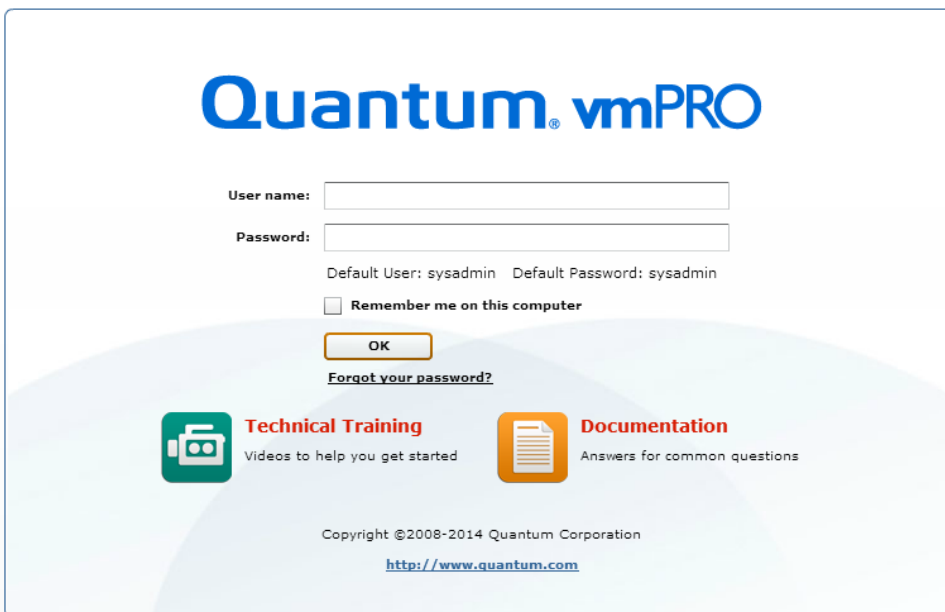 Quantum® vmPRO
User name:
Password:
Default User: sysadmin Default Password: sysadmin
Remember me on this computer
OK
Forgot your password?
Technical Training
Videos to help you get started
Documentation
Answers for common questions
Copyright ©2008-2014 Quantum Corporation
http://www.quantum.com